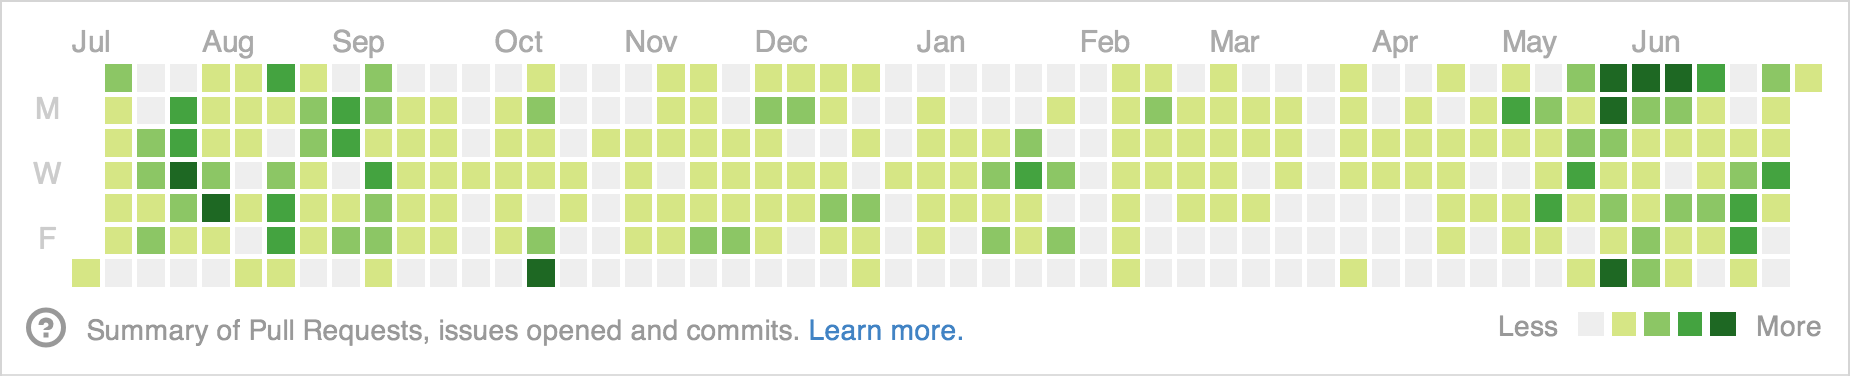 Jul Aug Sep Oct Nov Dec Jan Feb Mar Apr May Jun
M
W
F
? Summary of Pull Requests, issues opened and commits. Learn more.
Less More